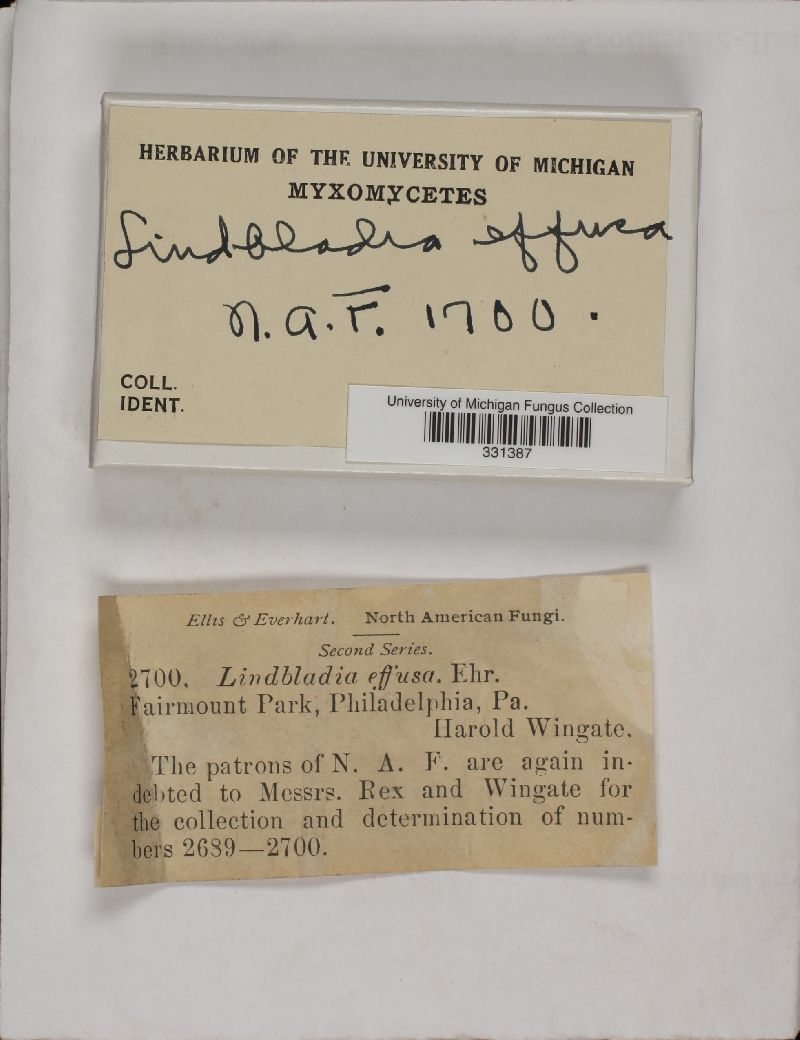 HERBARIUM OF THE UNIVERSITY OF MICHIGAN
MYXOMYCETES
Lindbladia effusa
N.A.F. 1700.
COLL.
IDENT.
University of Michigan Fungus Collection
331387
Ellis & Everhart. North American Fungi.
Second Series.
2700. Lindbladia effusa. Ehr.
Fairmount Park, Philadelphia, Pa.
Harold Wingate.
The patrons of N. A. F. are again in-
debted to Messrs. Rex and Wingate for
the collection and determination of num-
bers 2689—2700.